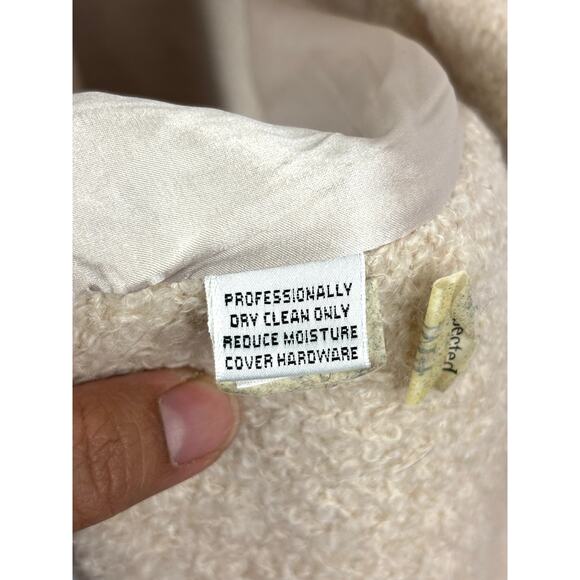 PROFESSIONALLY
DRY CLEAN ONLY
REDUCE MOISTURE
COVER HARDWARE